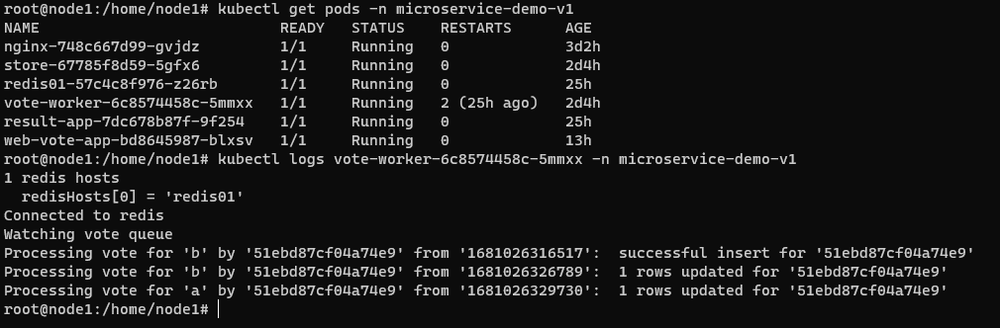 root@node1:/home/node1# kubectl get pods -n microservice-demo-v1
NAME READY STATUS RESTARTS AGE
nginx-748c667d99-gvjdz 1/1 Running 0 3d2h
store-67785f8d59-5gfx6 1/1 Running 0 2d4h
redis01-57c4c8f976-z26rb 1/1 Running 0 25h
vote-worker-6c8574458c-5mmxx 1/1 Running 2 (25h ago) 2d4h
result-app-7dc678b87f-9f254 1/1 Running 0 25h
web-vote-app-bd8645987-blxsv 1/1 Running 0 13h
root@node1:/home/node1# kubectl logs vote-worker-6c8574458c-5mmxx -n microservice-demo-v1
1 redis hosts
  redisHosts[0] = 'redis01'
Connected to redis
Watching vote queue
Processing vote for 'b' by '51ebd87cf04a74e9' from '1681026316517':  successful insert for '51ebd87cf04a74e9'
Processing vote for 'b' by '51ebd87cf04a74e9' from '1681026326789':  1 rows updated for '51ebd87cf04a74e9'
Processing vote for 'a' by '51ebd87cf04a74e9' from '1681026329730':  1 rows updated for '51ebd87cf04a74e9'
root@node1:/home/node1#